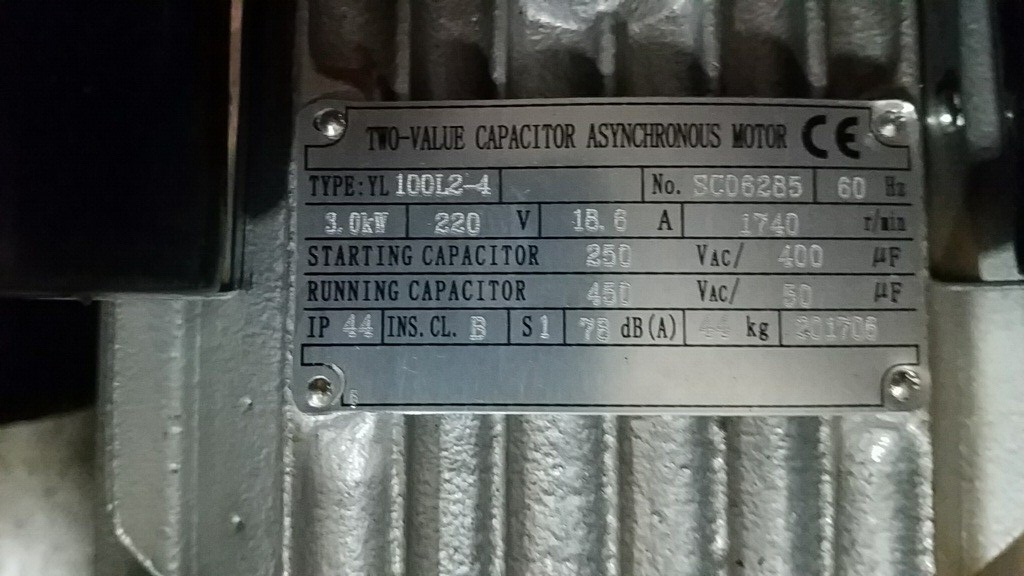 TWO-VALUE CAPACITOR ASYNCHRONOUS MOTOR CE
TYPE: YL 100L2-4 No. SC06285 60 Hz
3.0kW 220 V 18.6 A 1740 r/min
STARTING CAPACITOR 250 VAC/ 400 μF
RUNNING CAPACITOR 450 VAC/ 50 μF
IP 44 INS. CL. B S1 78 dB(A) 44 kg 201706
6